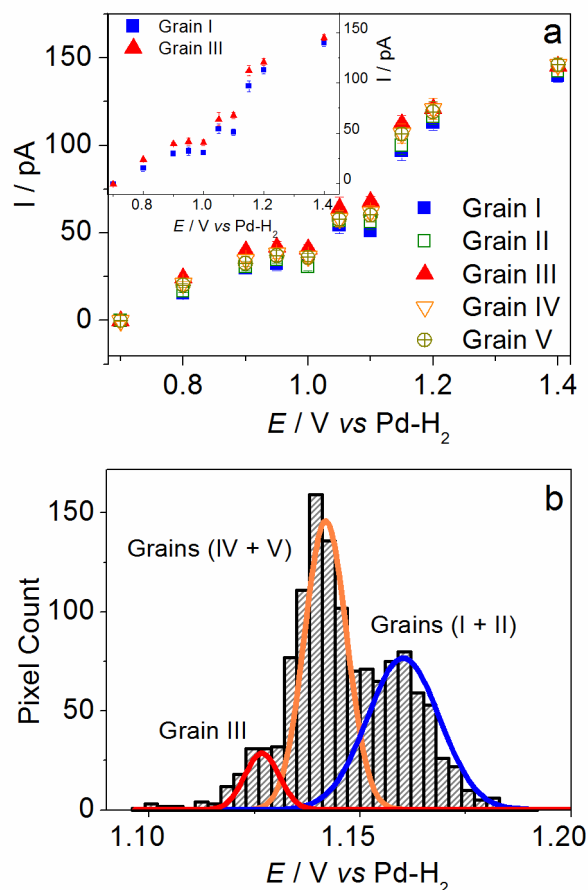 Grain I
Grain III
a
150
100
50
0
I / pA
0.8
1.0
1.2
1.4
E / V vs Pd-H₂
150
100
50
0
I / pA
Grain I
Grain II
Grain III
Grain IV
Grain V
0.8
1.0
1.2
1.4
E / V vs Pd-H₂
b
150
100
50
0
Pixel Count
Grains (IV + V)
Grains (I + II)
Grain III
1.10
1.15
1.20
E / V vs Pd-H₂